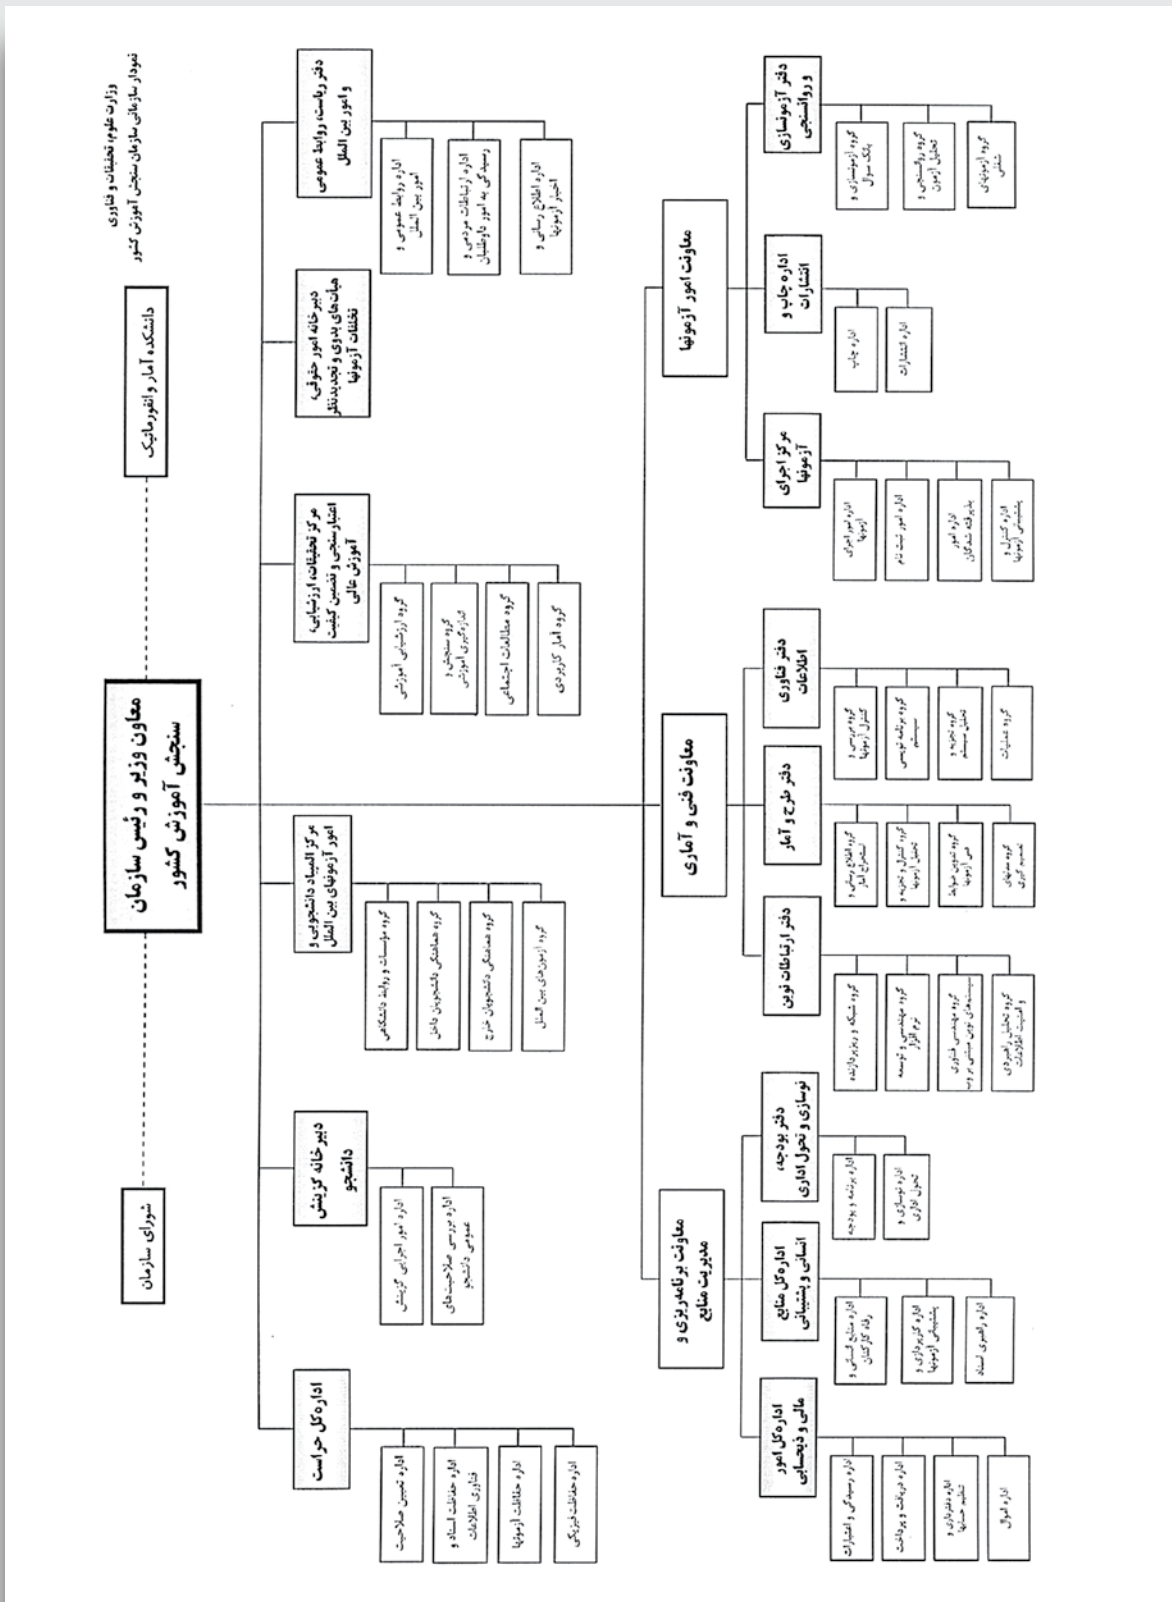 وزارت علوم، تحقیقات و فناوری
نمودار سازمانی سازمان سنجش آموزش کشور
دانشکده آمار و انفورماتیک
معاون وزیر و رئیس سازمان
سنجش آموزش کشور
شورای سازمان
دفتر ریاست، روابط عمومی
و امور بین الملل
اداره روابط عمومی و
امور بین الملل
اداره ارتباطات مردمی و
رسیدگی به امور داوطلبان
اداره اطلاع رسانی و
اخبار آزمونها
دبیرخانه امور حقوقی،
هیأت‌های بدوی و تجدیدنظر
تخلفات آزمونها
مرکز تحقیقات، ارزشیابی،
اعتبارسنجی و تضمین کیفیت
آموزش عالی
گروه ارزشیابی آموزشی
گروه سنجش و
اندازه‌گیری آموزشی
گروه مطالعات اجتماعی
گروه آمار کاربردی
مرکز المپیاد دانشجویی و
امور آزمونهای بین الملل
گروه مؤسسات و روابط دانشگاهی
گروه هماهنگی دانشجویان داخل
گروه هماهنگی دانشجویان خارج
گروه آزمون‌های بین الملل
دبیرخانه گزینش
دانشجو
اداره امور اجرایی گزینش
اداره بررسی صلاحیت‌های
عمومی دانشجو
اداره‌کل حراست
اداره تعیین صلاحیت
اداره حفاظت اسناد و
فناوری اطلاعات
اداره حفاظت آزمونها
اداره حفاظت فیزیکی
معاونت امور آزمونها
دفتر آزمونسازی
و روانسنجی
گروه آزمونسازی و
بانک سوال
گروه روانسنجی و
تحلیل آزمون
گروه آزمونهای
شغلی
اداره چاپ و
انتشارات
اداره چاپ
اداره انتشارات
مرکز اجرای
آزمونها
اداره امور اجرای
آزمونها
اداره امور ثبت نام
اداره امور
پذیرفته شدگان
اداره کنترل و
پشتیبانی آزمونها
معاونت فنی و آماری
دفتر فناوری
اطلاعات
گروه بررسی و
کنترل آزمونها
گروه برنامه نویسی
سیستم
گروه تجزیه و
تحلیل سیستم
گروه عملیات
دفتر طرح و
آمار
گروه اطلاع رسانی و
استخراج آمار
گروه کنترل و تجزیه و
تحلیل آزمونها
گروه تدوین ضوابط
فنی آزمونها
گروه مدلهای
تصمیم گیری
دفتر ارتباطات نوین
گروه شبکه و ریزپردازنده
گروه مهندسی و توسعه
نرم افزار
گروه مهندسی فناوری
سیستمهای نوین مبتنی بر وب
گروه تحلیل راهبردی
و امنیت اطلاعات
معاونت برنامه‌ریزی و
مدیریت منابع
دفتر بودجه،
نوسازی و تحول اداری
اداره برنامه و بودجه
اداره نوسازی و
تحول اداری
اداره‌کل منابع
انسانی و پشتیبانی
اداره منابع انسانی و
رفاه کارکنان
اداره کارپردازی و
پشتیبانی آزمونها
اداره راهبری اسناد
اداره‌کل امور
مالی و ذیحسابی
اداره رسیدگی و اعتبارات
اداره دریافت و پرداخت
اداره دفترداری و
تنظیم حسابها
اداره اموال